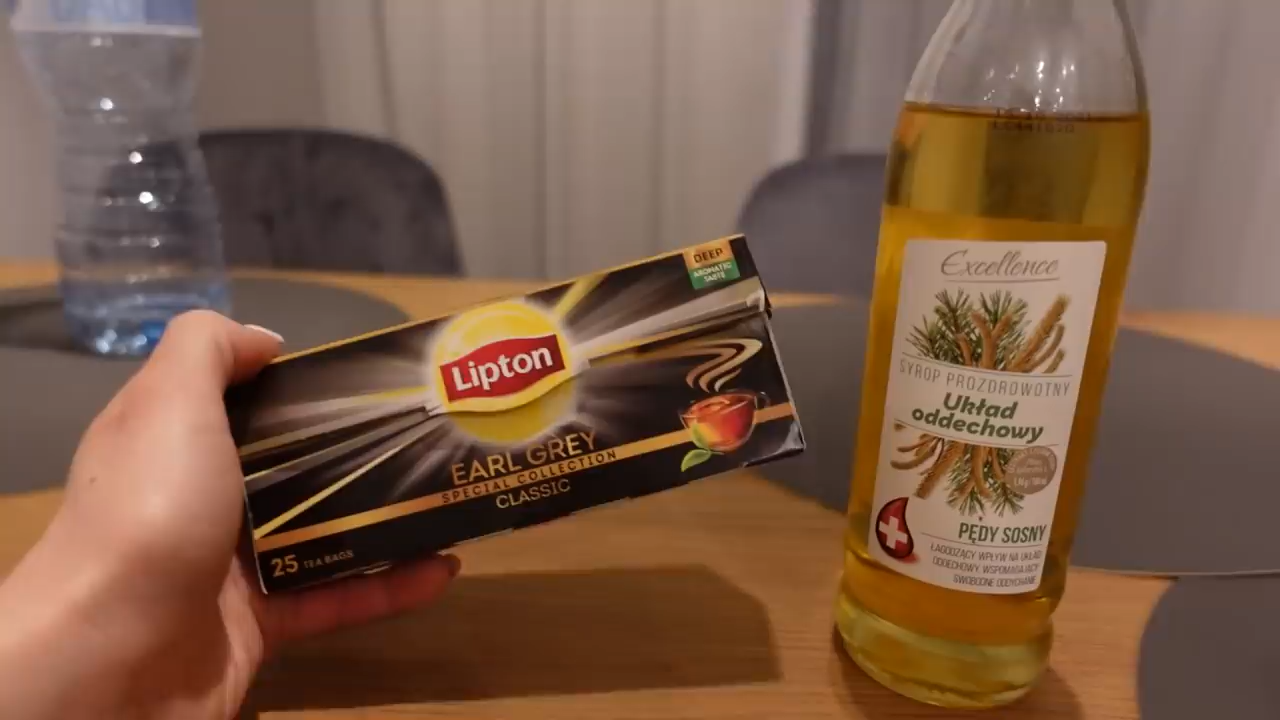 DEEP
AROMATIC
TASTE
Lipton
EARL GREY
SPECIAL COLLECTION
CLASSIC
25 TEA BAGS
Excellence
SYROP PROZDROWOTNY
Układ
oddechowy
PĘDY SOSNY
ŁAGODZĄCY WPŁYW NA UKŁAD
ODDECHOWY, WSPOMAGAJĄCY
SWOBODNE ODDYCHANIE